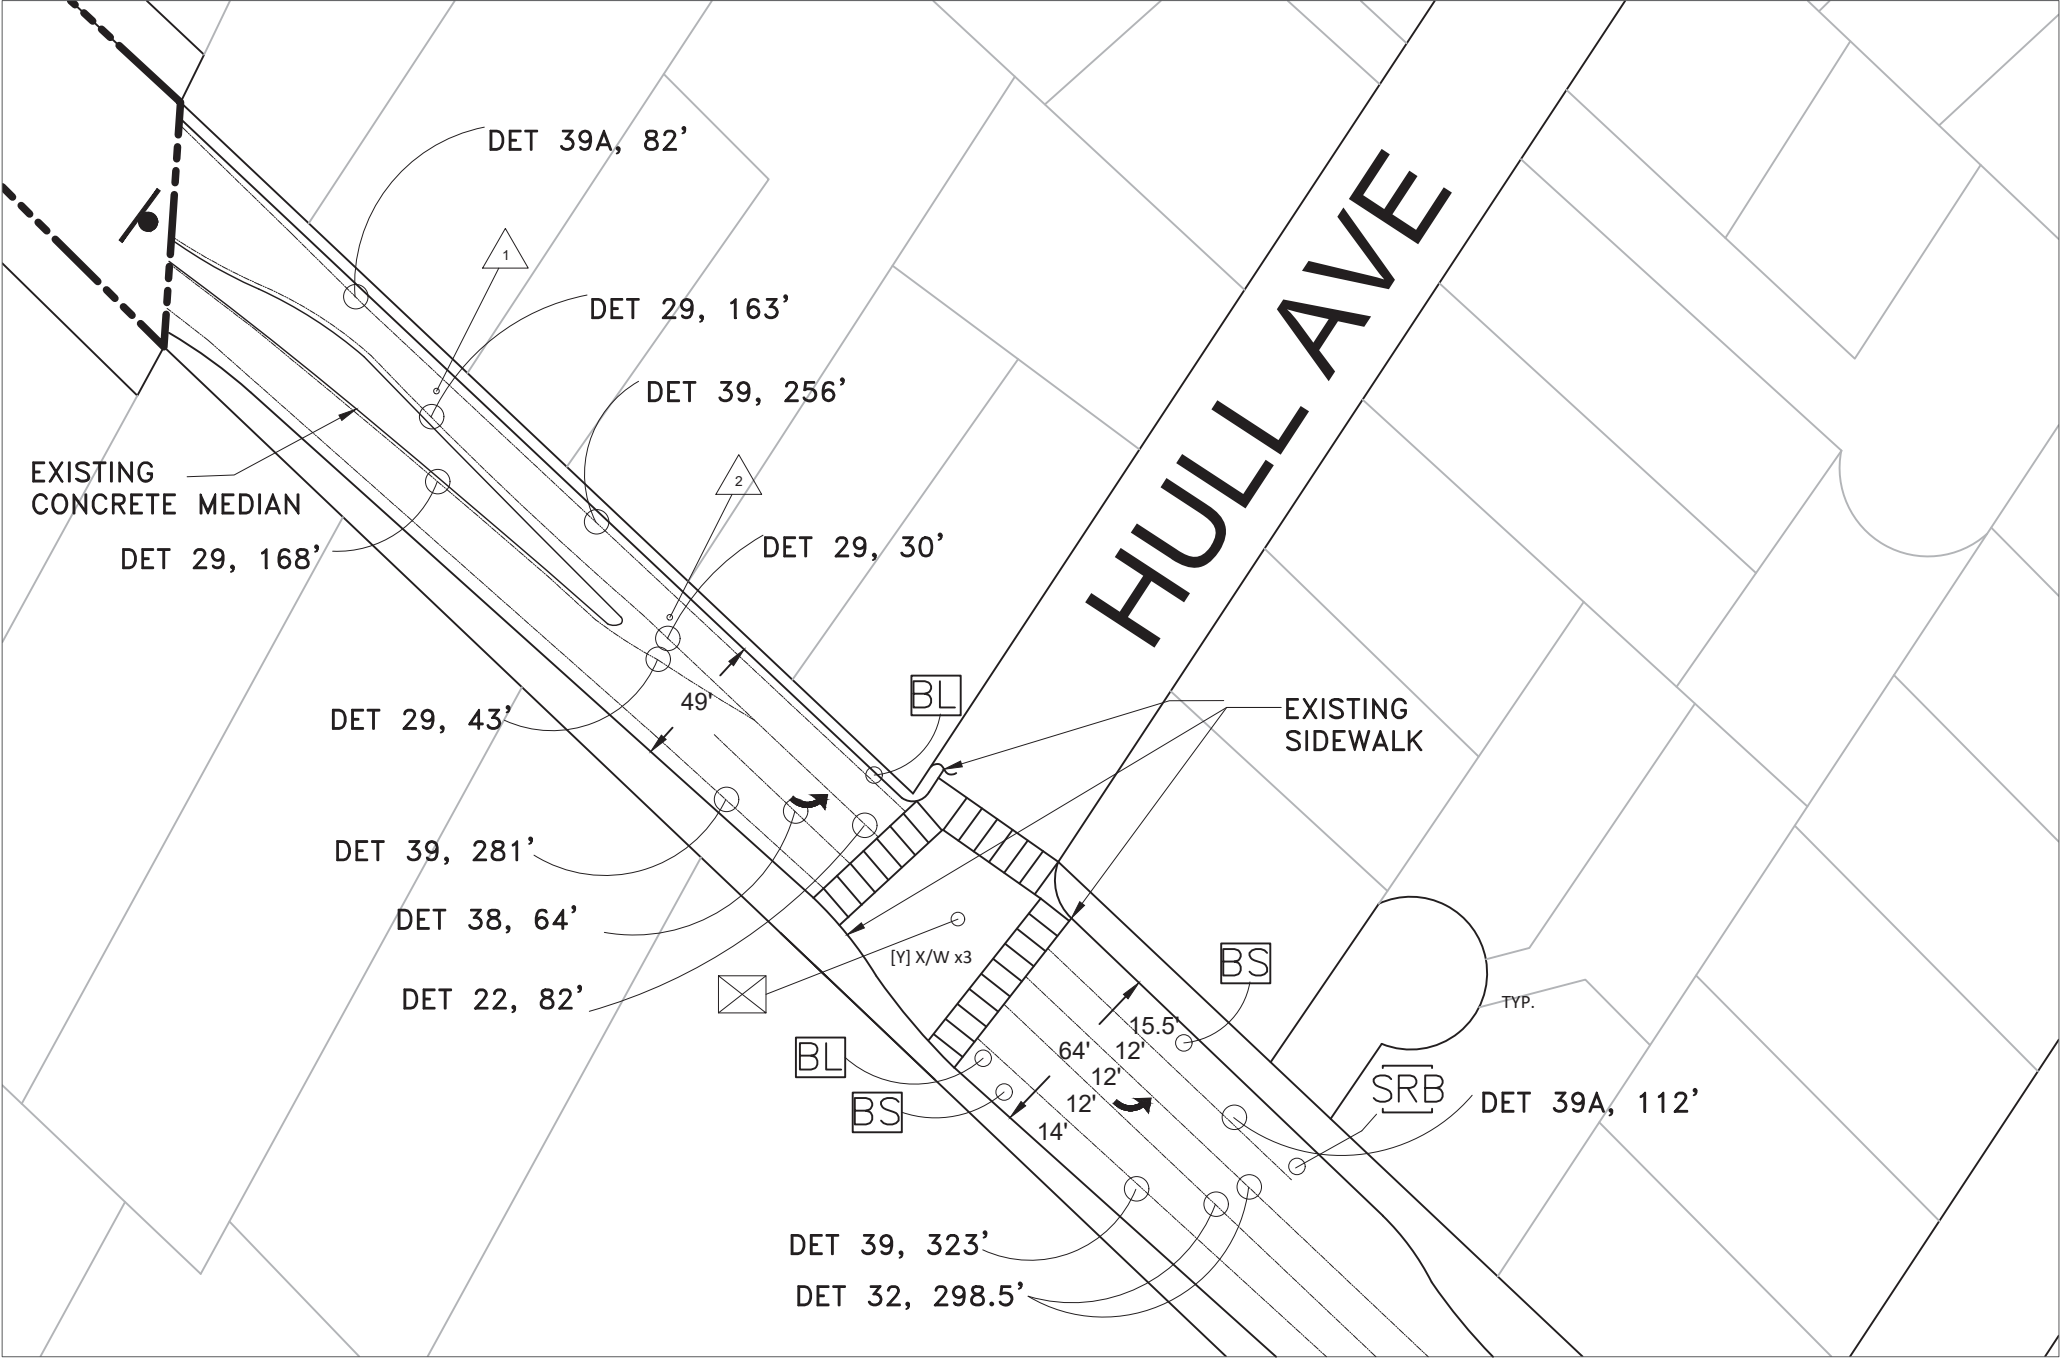 DET 39A, 82'
1
DET 29, 163'
DET 39, 256'
HULL AVE
EXISTING
CONCRETE MEDIAN
2
DET 29, 168'
DET 29, 30'
49'
DET 29, 43'
BL
EXISTING
SIDEWALK
DET 39, 281'
DET 38, 64'
[Y] X/W x3
BS
DET 22, 82'
TYP.
15.5'
BL
64'
12'
12'
SRB
DET 39A, 112'
12'
BS
14'
DET 39, 323'
DET 32, 298.5'